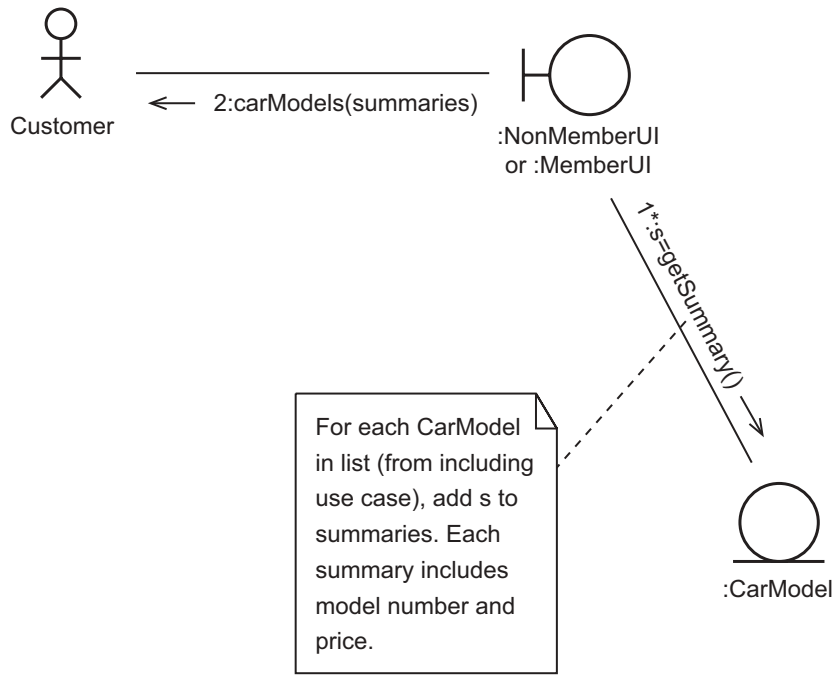 Customer
2:carModels(summaries)
:NonMemberUI
or :MemberUI
1*:s=getSummary()
For each CarModel
in list (from including
use case), add s to
summaries. Each
summary includes
model number and
price.
:CarModel